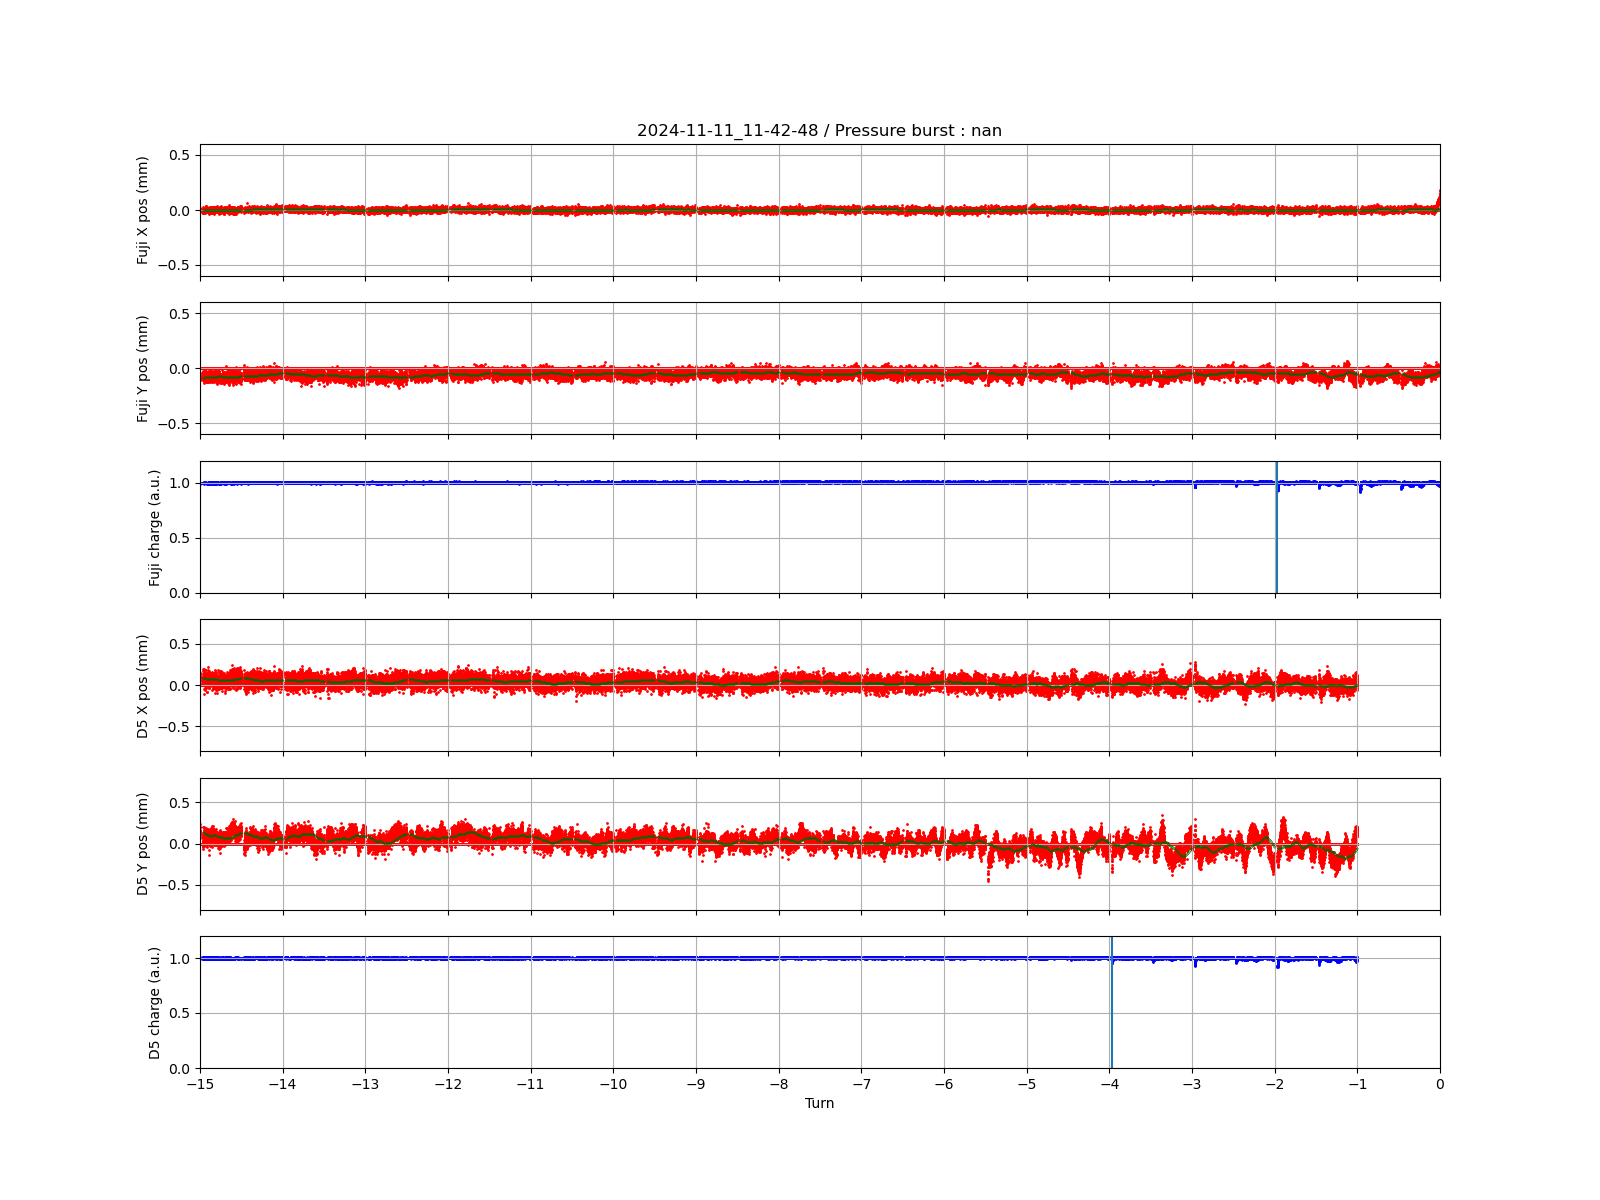 2024-11-11_11-42-48 / Pressure burst : nan
Fuji X pos (mm)
0.5
0.0
−0.5
Fuji Y pos (mm)
0.5
0.0
−0.5
Fuji charge (a.u.)
1.0
0.5
0.0
D5 X pos (mm)
0.5
0.0
−0.5
D5 Y pos (mm)
0.5
0.0
−0.5
D5 charge (a.u.)
1.0
0.5
0.0
−15 −14 −13 −12 −11 −10 −9 −8 −7 −6 −5 −4 −3 −2 −1 0
Turn